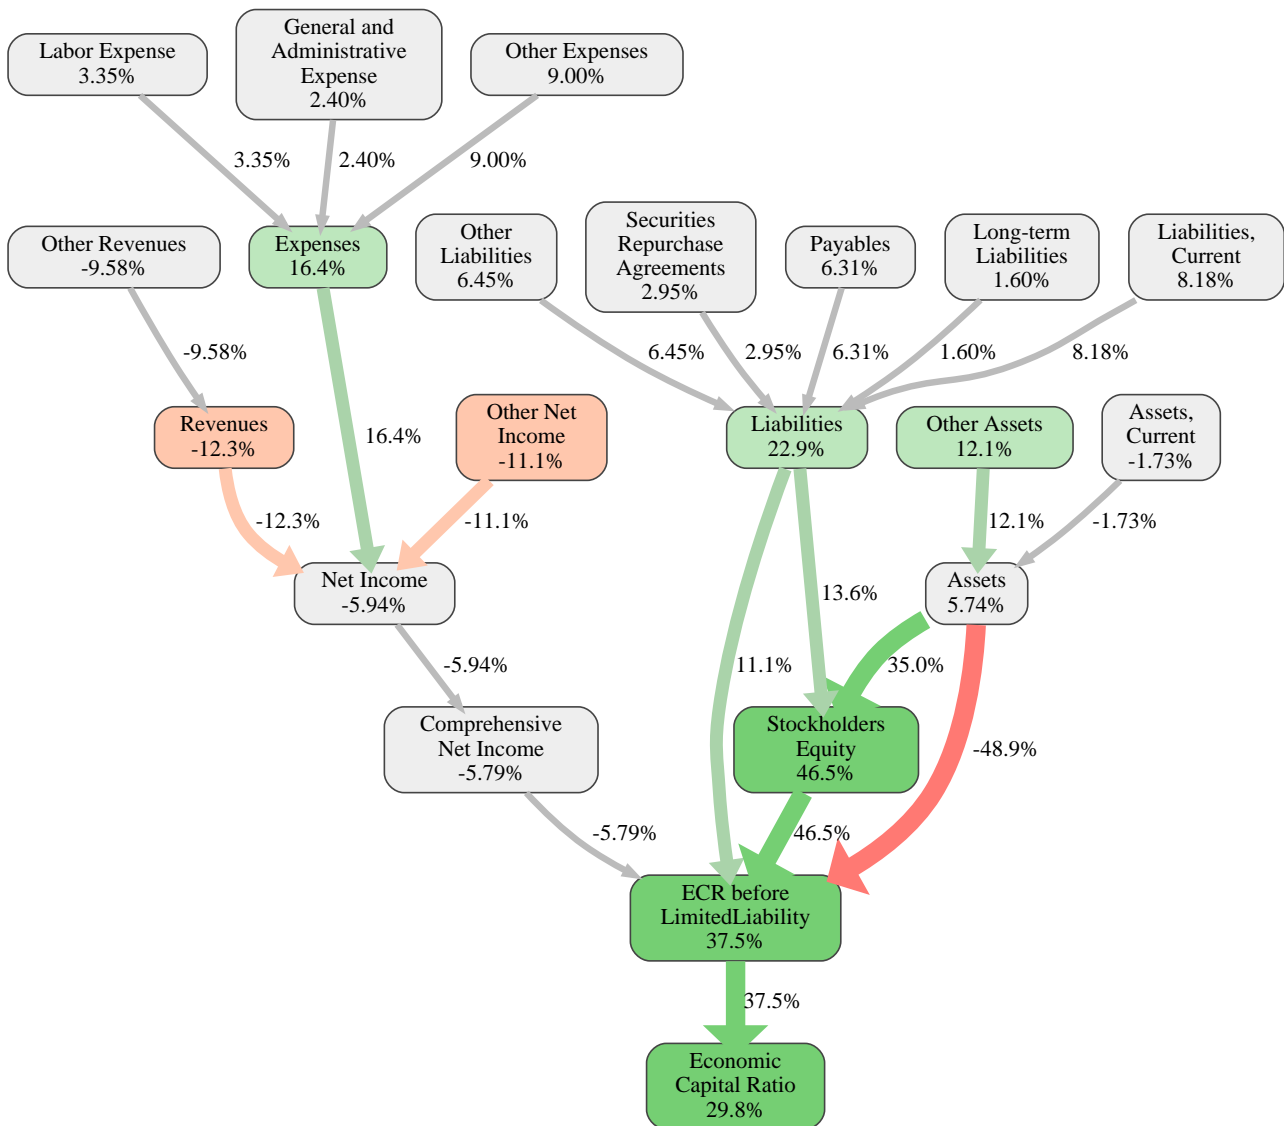 Labor Expense
3.35%
General and
Administrative
Expense
2.40%
Other Expenses
9.00%
3.35%
2.40%
9.00%
Other Revenues
-9.58%
Expenses
16.4%
Other
Liabilities
6.45%
Securities
Repurchase
Agreements
2.95%
Payables
6.31%
Long-term
Liabilities
1.60%
Liabilities,
Current
8.18%
-9.58%
6.45%
2.95%
6.31%
1.60%
8.18%
Revenues
-12.3%
16.4%
Other Net
Income
-11.1%
Liabilities
22.9%
Other Assets
12.1%
Assets,
Current
-1.73%
-12.3%
-11.1%
12.1%
-1.73%
Net Income
-5.94%
13.6%
Assets
5.74%
-5.94%
11.1%
35.0%
Comprehensive
Net Income
-5.79%
Stockholders
Equity
46.5%
-48.9%
-5.79%
46.5%
ECR before
LimitedLiability
37.5%
37.5%
Economic
Capital Ratio
29.8%